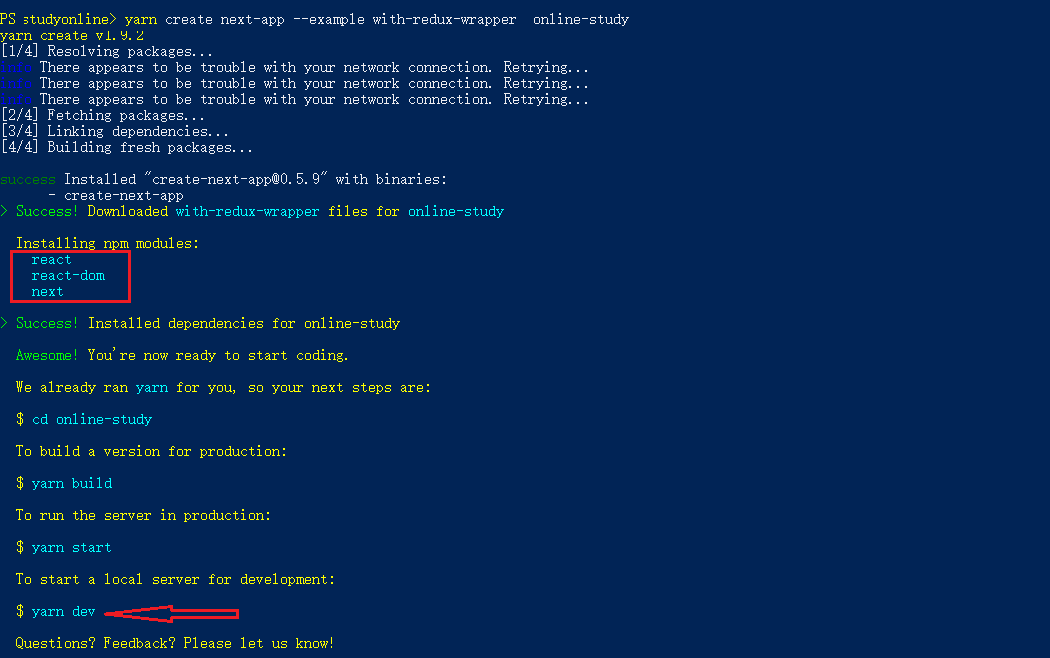 PS studyonline> yarn create next-app --example with-redux-wrapper  online-study
yarn create v1.9.2
[1/4] Resolving packages...
There appears to be trouble with your network connection. Retrying...
There appears to be trouble with your network connection. Retrying...
There appears to be trouble with your network connection. Retrying...
[2/4] Fetching packages...
[3/4] Linking dependencies...
[4/4] Building fresh packages...
success Installed "create-next-app@0.5.9" with binaries:
- create-next-app
> Success! Downloaded with-redux-wrapper files for online-study
Installing npm modules:
react
react-dom
next
> Success! Installed dependencies for online-study
Awesome! You're now ready to start coding.
We already ran yarn for you, so your next steps are:
$ cd online-study
To build a version for production:
$ yarn build
To run the server in production:
$ yarn start
To start a local server for development:
$ yarn dev
Questions? Feedback? Please let us know!